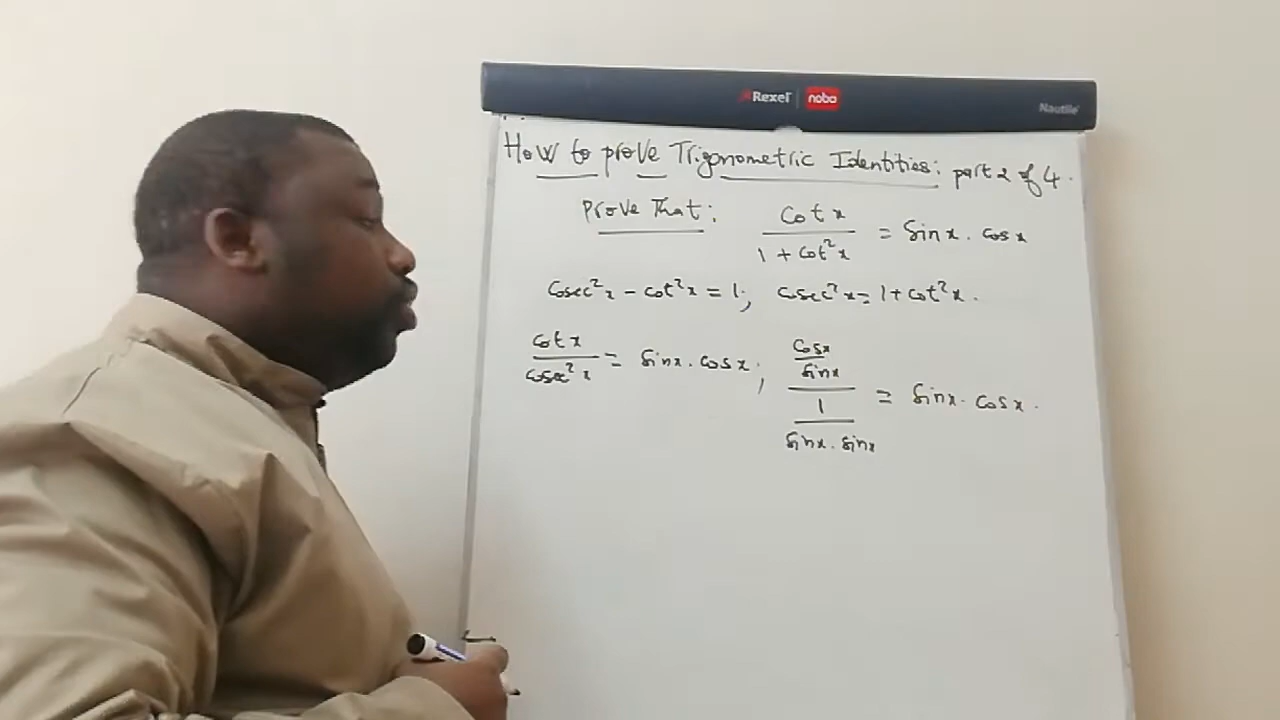 Rexel nobo
Nautile
How to prove Trigonometric Identities: part 2 of 4.
Prove That: cot x / 1 + cot²x = sin x . cos x
cosec²x - cot²x = 1; cosec²x = 1 + cot²x.
cot x / cosec²x = sin x . cos x; cos x / sin x / 1 / sin x . sin x = sin x . cos x.